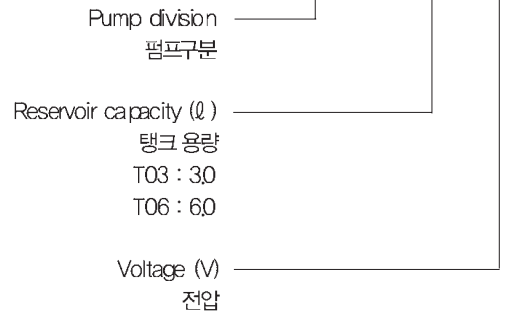 Pump division
펌프구분
Reservoir capacity (ℓ)
탱크 용량
T03 : 3.0
T06 : 6.0
Voltage (V)
전압